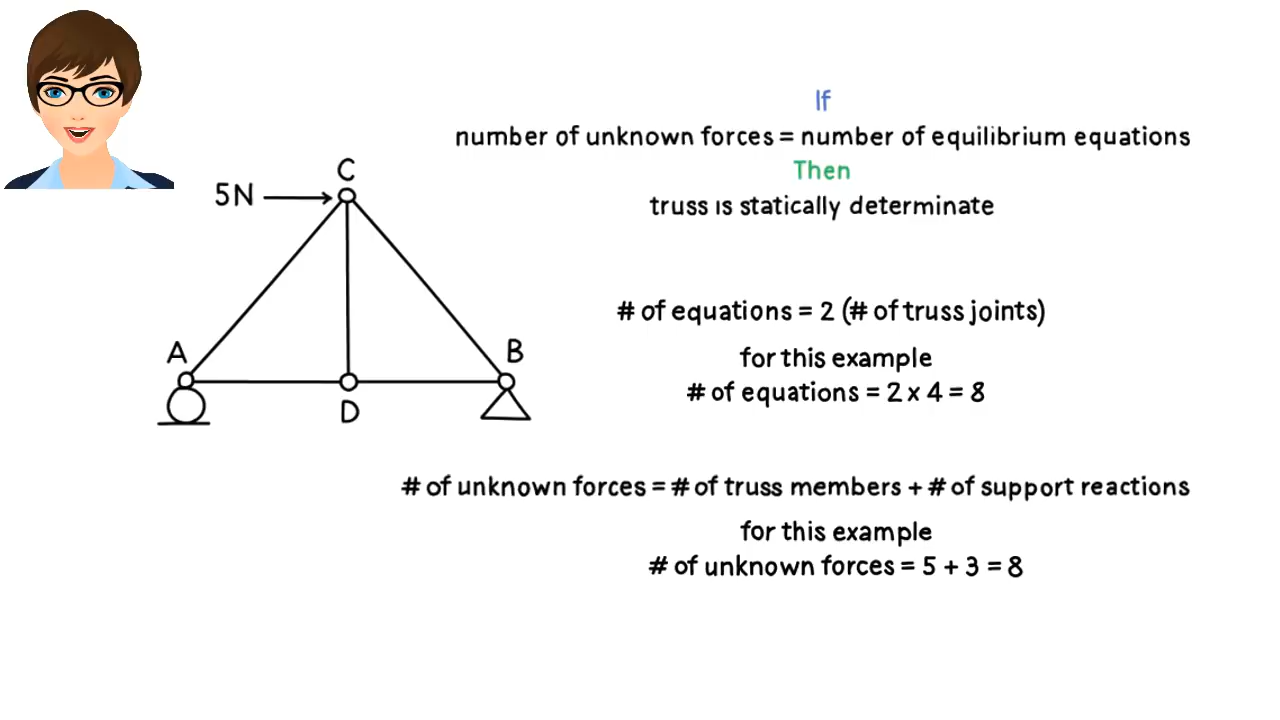 If
number of unknown forces = number of equilibrium equations
Then
truss is statically determinate
C
5N
A
B
D
# of equations = 2 (# of truss joints)
for this example
# of equations = 2 x 4 = 8
# of unknown forces = # of truss members + # of support reactions
for this example
# of unknown forces = 5 + 3 = 8